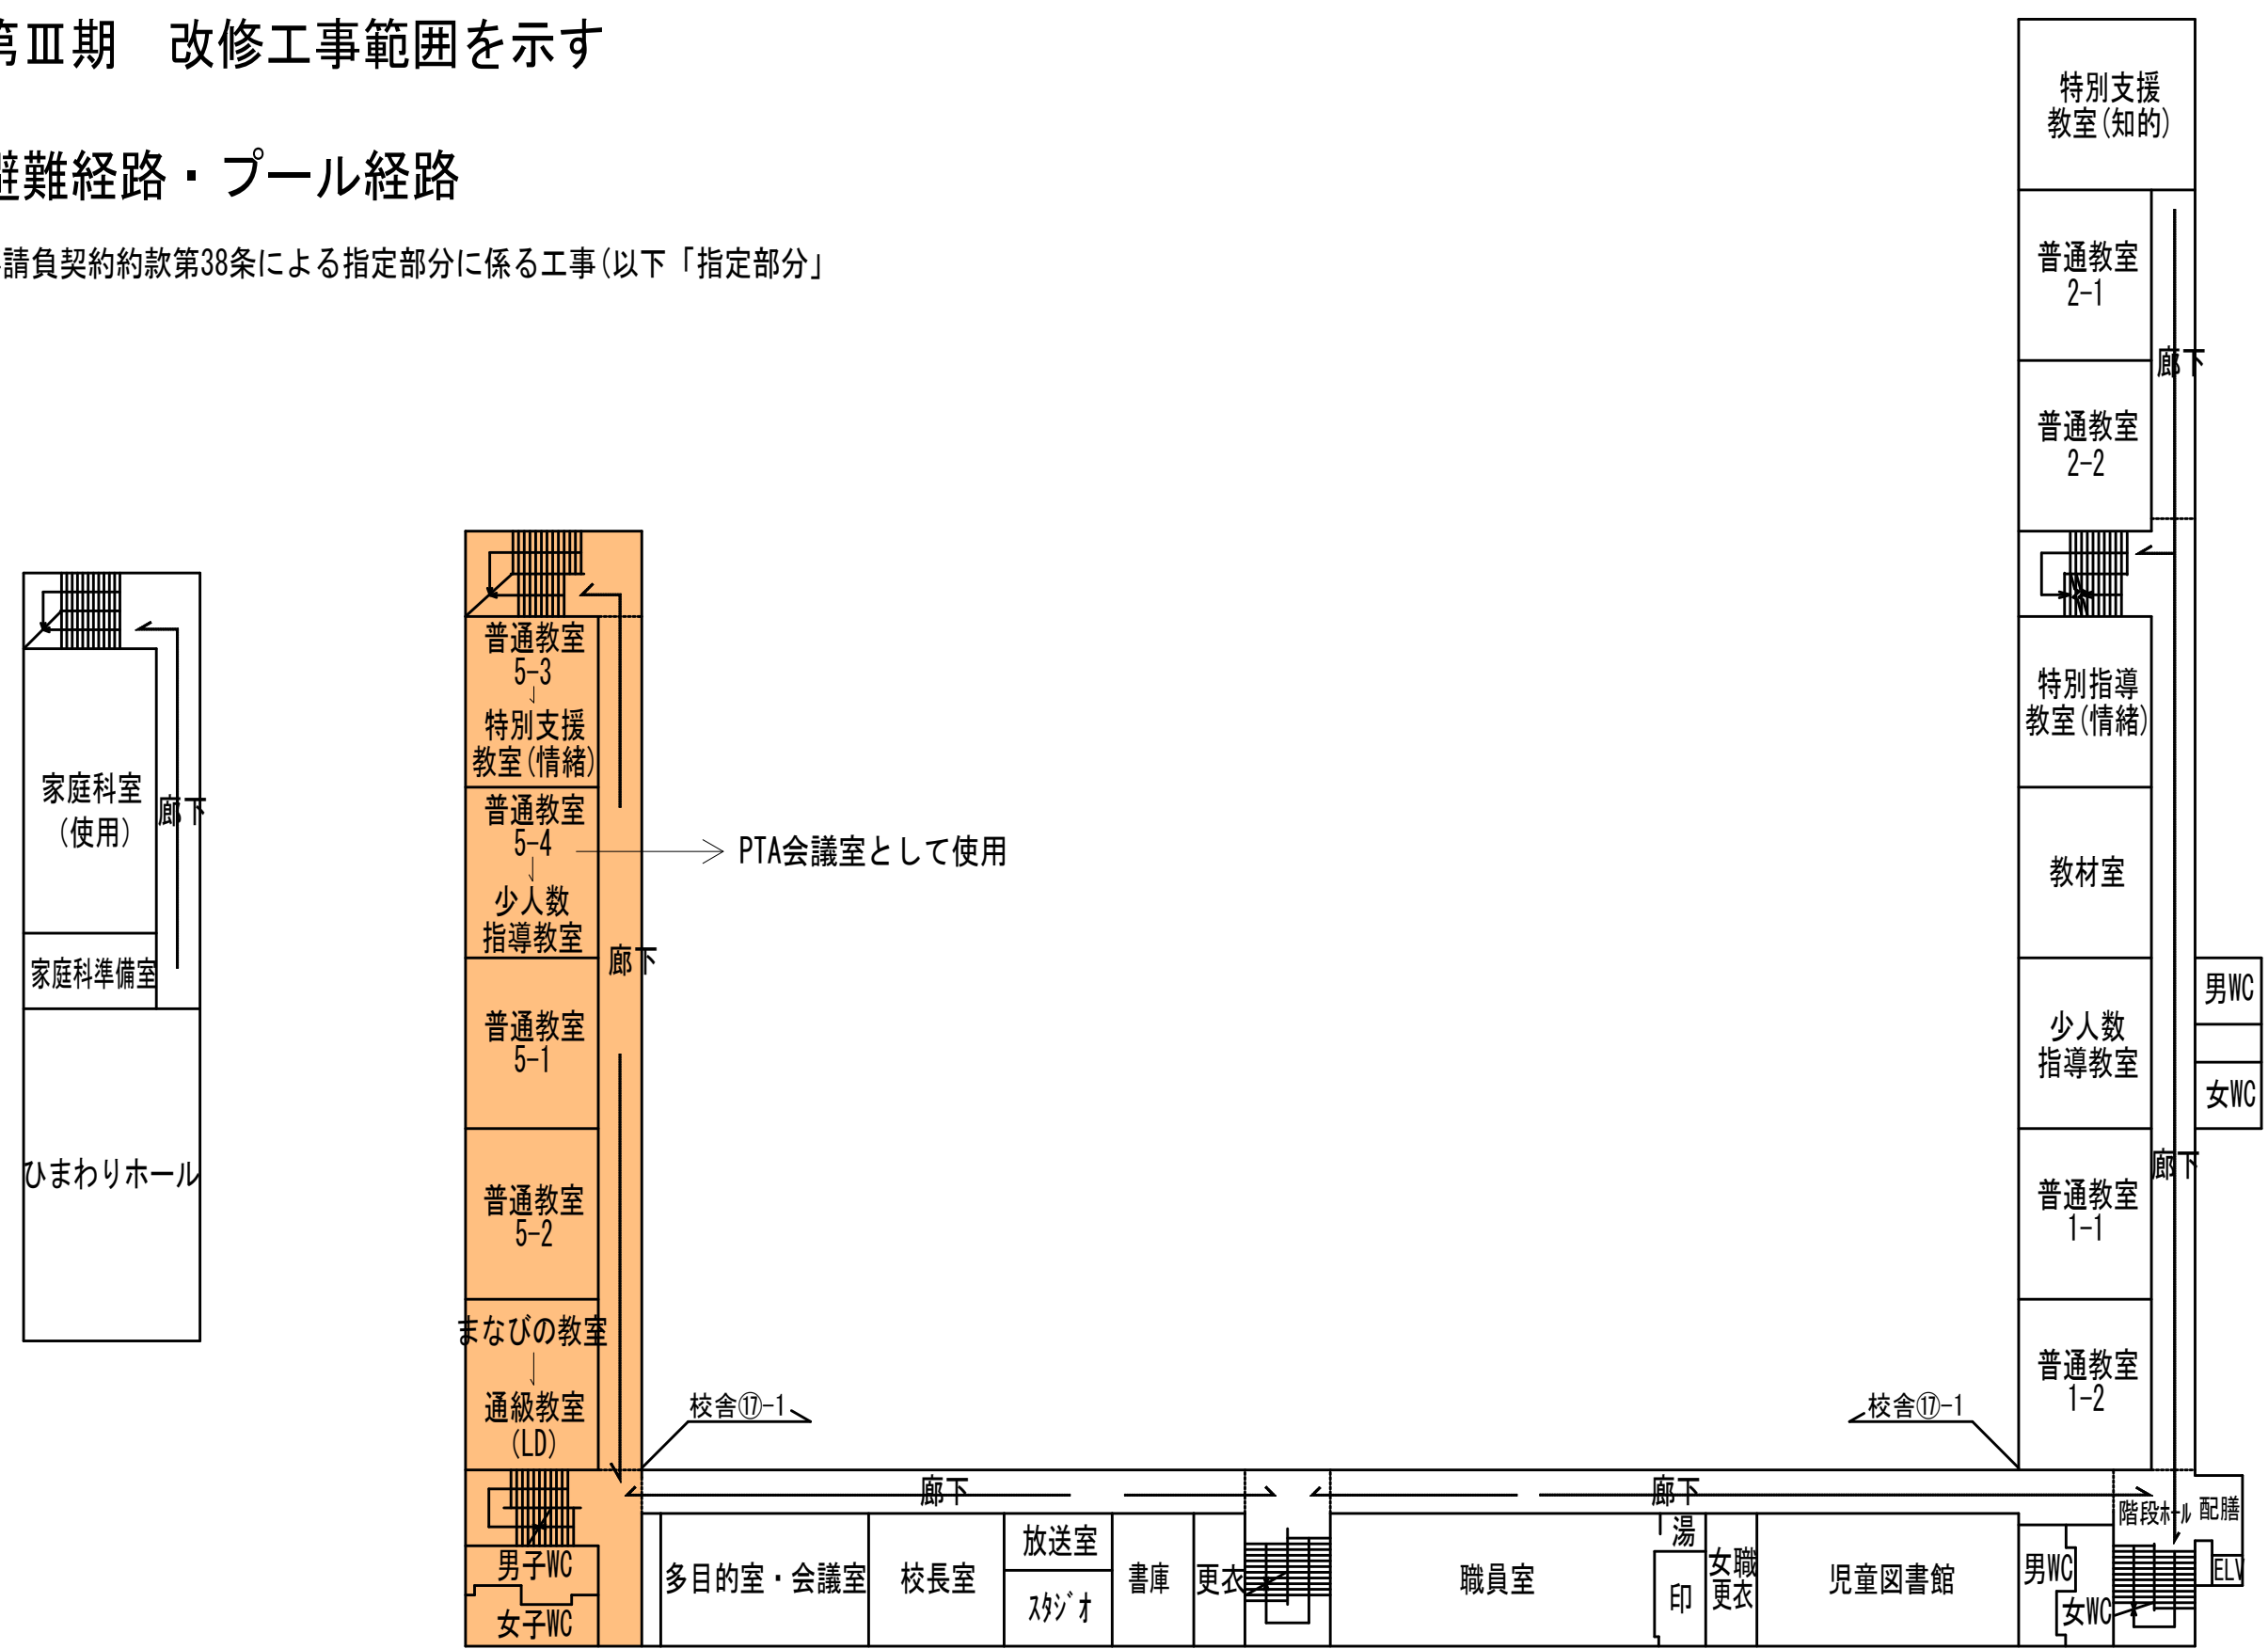 第Ⅲ期　改修工事範囲を示す
避難経路・プール経路
請負契約約款第38条による指定部分に係る工事(以下「指定部分」
家庭科室
(使用)
廊下
家庭科準備室
ひまわりホール
普通教室
5-3
↓
特別支援
教室(情緒)
普通教室
5-4
↓
少人数
指導教室
PTA会議室として使用
廊下
普通教室
5-1
普通教室
5-2
まなびの教室
↓
通級教室
(LD)
男子WC
女子WC
校舎⑰-1
廊下
多目的室・会議室
校長室
放送室
スタジオ
書庫
更衣
廊下
職員室
湯
印
女職
更衣
児童図書館
男WC
女WC
校舎⑰-1
特別支援
教室(知的)
普通教室
2-1
廊下
普通教室
2-2
特別指導
教室(情緒)
教材室
少人数
指導教室
男WC
女WC
普通教室
1-1
廊下
普通教室
1-2
階段ホール
配膳
ELV